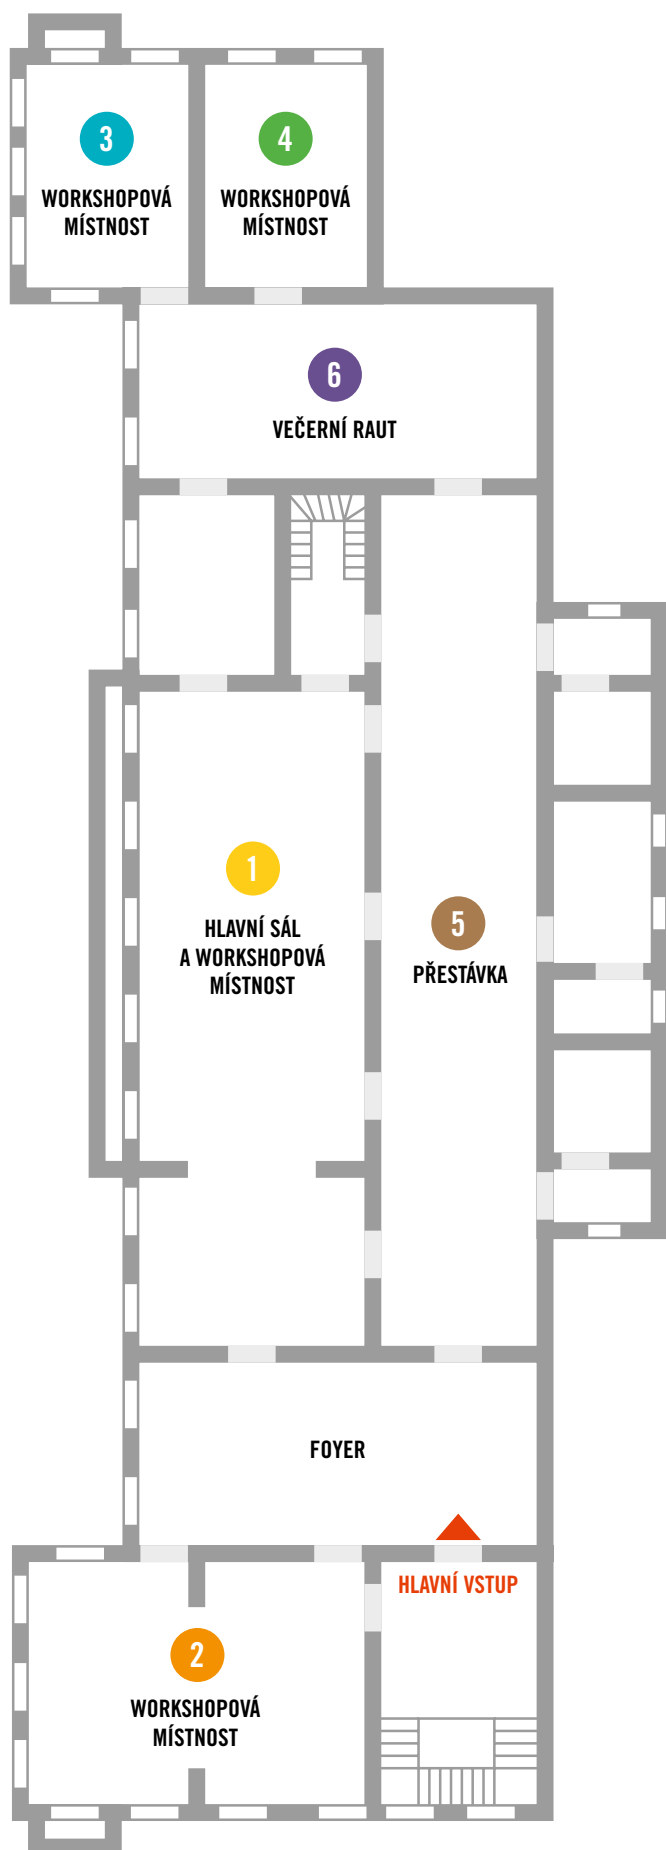 3
WORKSHOPOVÁ
MÍSTNOST
4
WORKSHOPOVÁ
MÍSTNOST
6
VEČERNÍ RAUT
1
HLAVNÍ SÁL
A WORKSHOPOVÁ
MÍSTNOST
5
PŘESTÁVKA
FOYER
HLAVNÍ VSTUP
2
WORKSHOPOVÁ
MÍSTNOST